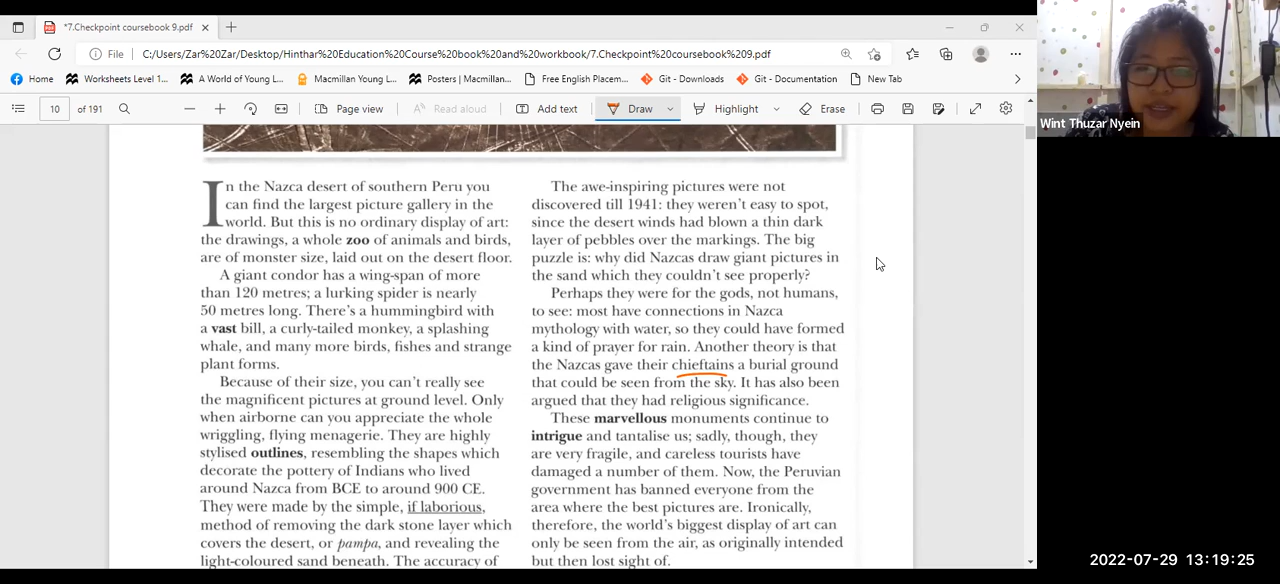 *7.Checkpoint coursebook 9.pdf
File
C:/Users/Zar%20Zar/Desktop/Hinthar%20Education%20Course%20book%20and%20workbook/7.Checkpoint%20coursebook%209.pdf
Home
Worksheets Level 1...
A World of Young L...
Macmillan Young L...
Posters | Macmillan...
Free English Placem...
Git - Downloads
Git - Documentation
New Tab
10
of 191
Page view
Read aloud
Add text
Draw
Highlight
Erase
Wint Thuzar Nyein
In the Nazca desert of southern Peru you
can find the largest picture gallery in the
world. But this is no ordinary display of art:
the drawings, a whole zoo of animals and birds,
are of monster size, laid out on the desert floor.
A giant condor has a wing-span of more
than 120 metres; a lurking spider is nearly
50 metres long. There's a hummingbird with
a vast bill, a curly-tailed monkey, a splashing
whale, and many more birds, fishes and strange
plant forms.
Because of their size, you can't really see
the magnificent pictures at ground level. Only
when airborne can you appreciate the whole
wriggling, flying menagerie. They are highly
stylised outlines, resembling the shapes which
decorate the pottery of Indians who lived
around Nazca from BCE to around 900 CE.
They were made by the simple, if laborious,
method of removing the dark stone layer which
covers the desert, or pampa, and revealing the
light-coloured sand beneath. The accuracy of
The awe-inspiring pictures were not
discovered till 1941: they weren't easy to spot,
since the desert winds had blown a thin dark
layer of pebbles over the markings. The big
puzzle is: why did Nazcas draw giant pictures in
the sand which they couldn't see properly?
Perhaps they were for the gods, not humans,
to see: most have connections in Nazca
mythology with water, so they could have formed
a kind of prayer for rain. Another theory is that
the Nazcas gave their chieftains a burial ground
that could be seen from the sky. It has also been
argued that they had religious significance.
These marvellous monuments continue to
intrigue and tantalise us; sadly, though, they
are very fragile, and careless tourists have
damaged a number of them. Now, the Peruvian
government has banned everyone from the
area where the best pictures are. Ironically,
therefore, the world's biggest display of art can
only be seen from the air, as originally intended
but then lost sight of.
2022-07-29 13:19:25